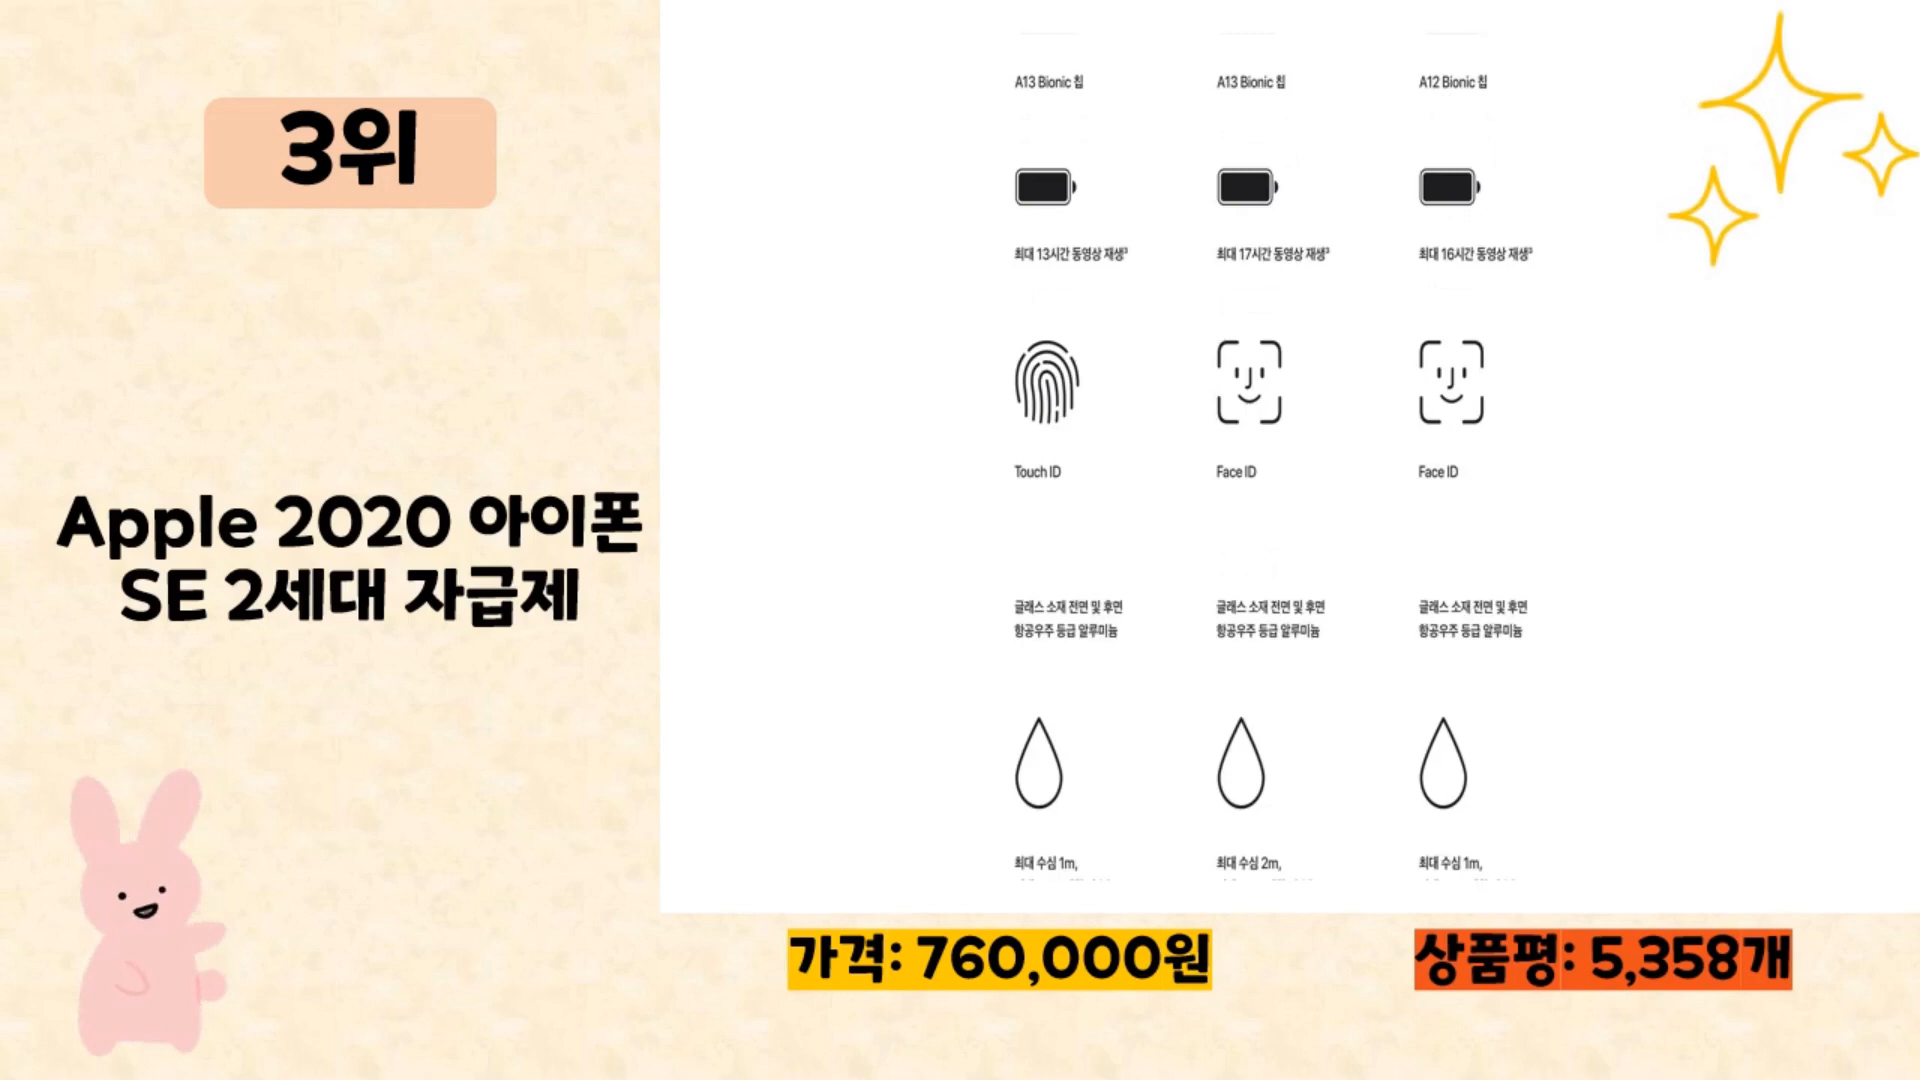 3위
Apple 2020 아이폰
SE 2세대 자급제
A13 Bionic 칩
A13 Bionic 칩
A12 Bionic 칩
최대 13시간 동영상 재생³
최대 17시간 동영상 재생³
최대 16시간 동영상 재생³
Touch ID
Face ID
Face ID
글래스 소재 전면 및 후면
항공우주 등급 알루미늄
글래스 소재 전면 및 후면
항공우주 등급 알루미늄
글래스 소재 전면 및 후면
항공우주 등급 알루미늄
최대 수심 1m,
최대 수심 2m,
최대 수심 1m,
가격: 760,000원
상품평: 5,358개